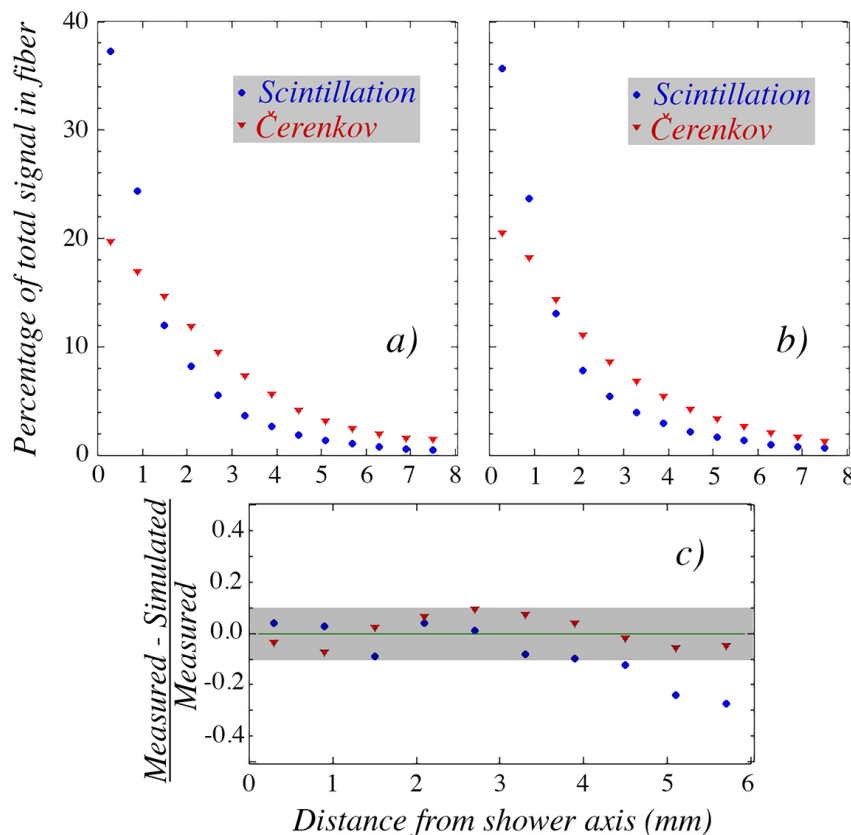 Percentage of total signal in fiber
40
30
20
10
0
Scintillation
Čerenkov
a)
0 1 2 3 4 5 6 7 8
Scintillation
Čerenkov
b)
0 1 2 3 4 5 6 7 8
Measured - Simulated
Measured
0.4
0.2
0.0
-0.2
-0.4
c)
0 1 2 3 4 5 6
Distance from shower axis (mm)